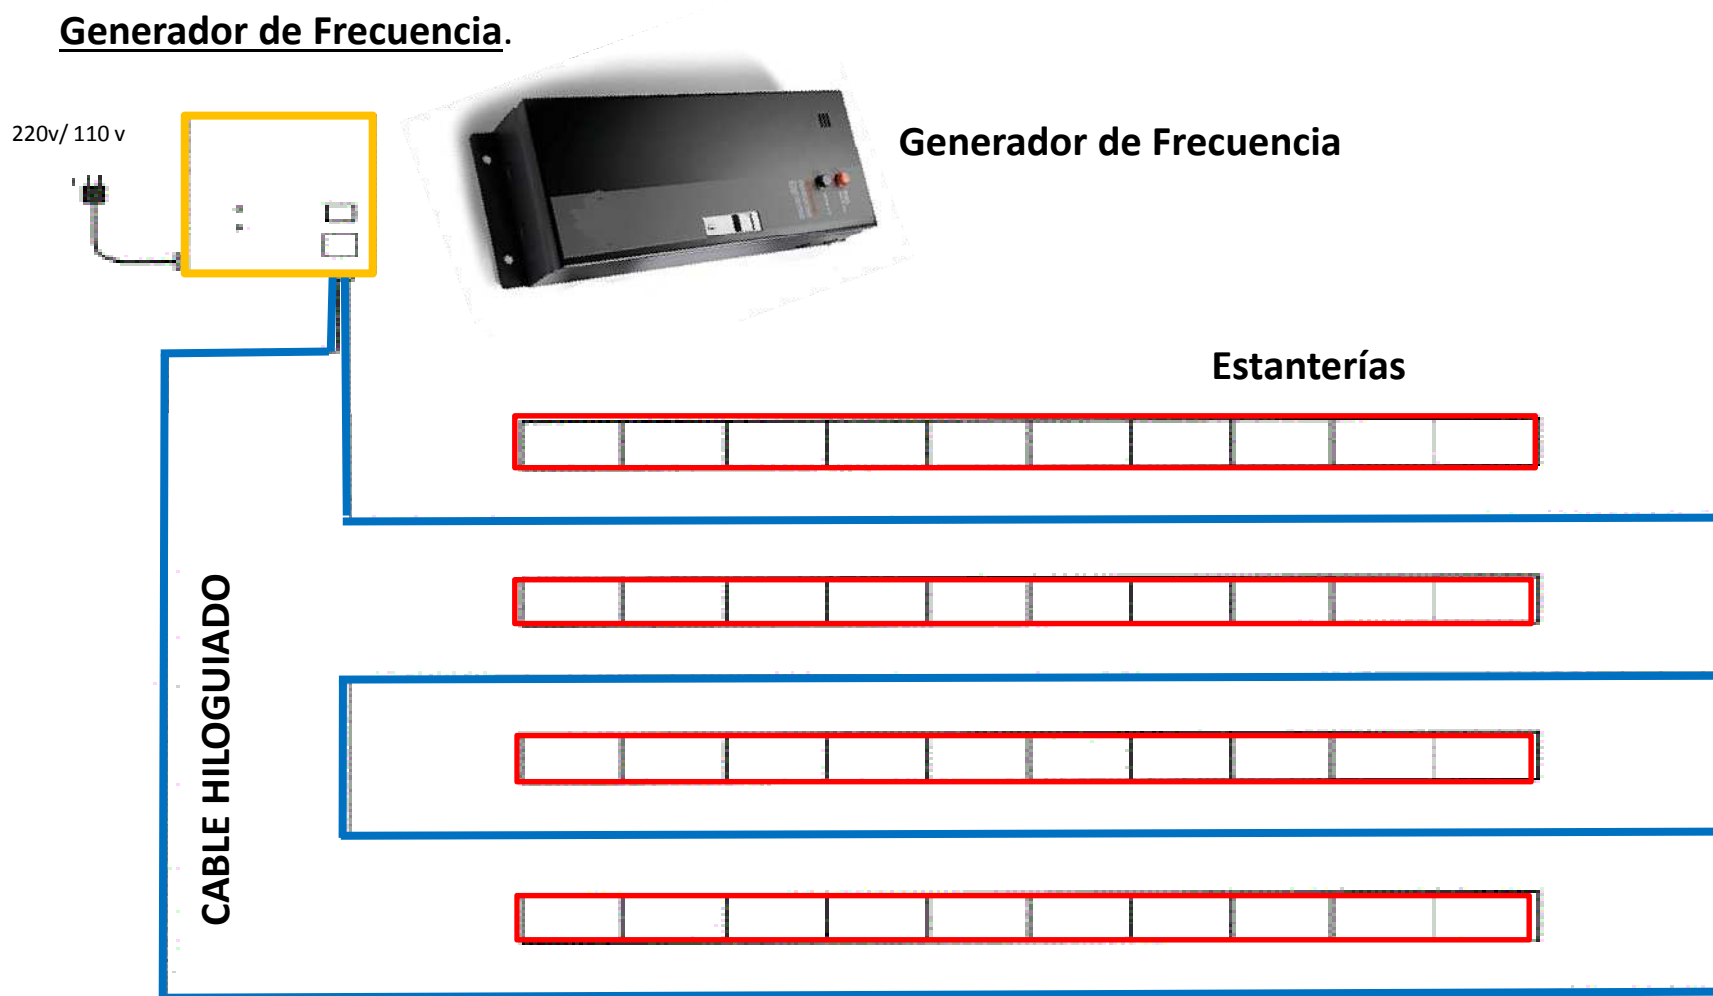 Generador de Frecuencia.
220v/ 110 v
Generador de Frecuencia
Estanterías
CABLE HILOGUIADO